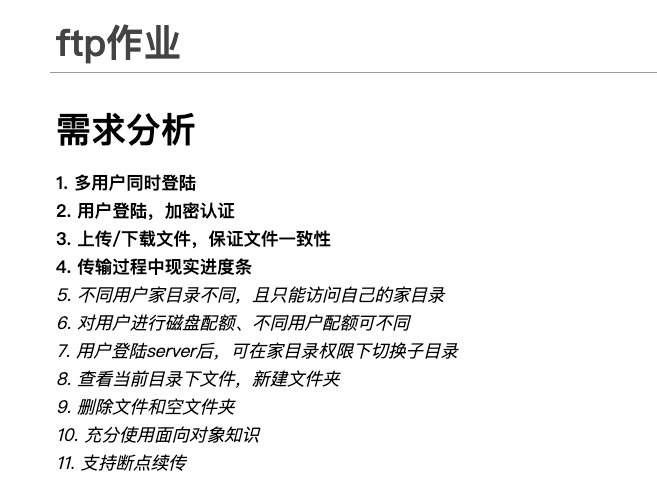 ftp作业
需求分析
1. 多用户同时登陆
2. 用户登陆，加密认证
3. 上传/下载文件，保证文件一致性
4. 传输过程中现实进度条
5. 不同用户家目录不同，且只能访问自己的家目录
6. 对用户进行磁盘配额、不同用户配额可不同
7. 用户登陆server后，可在家目录权限下切换子目录
8. 查看当前目录下文件，新建文件夹
9. 删除文件和空文件夹
10. 充分使用面向对象知识
11. 支持断点续传